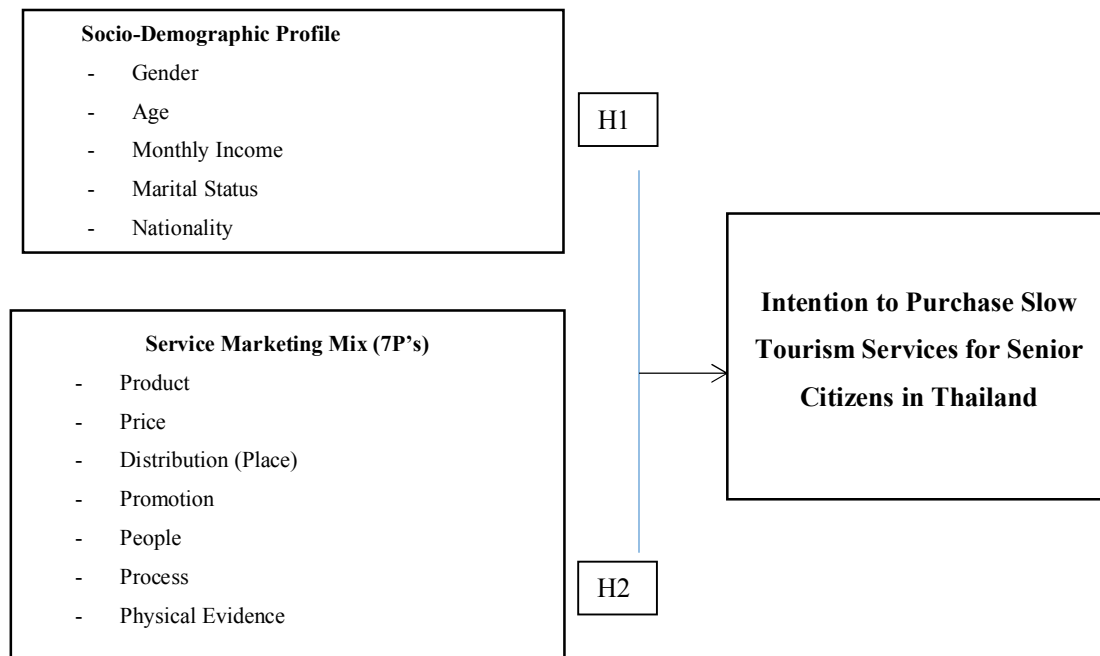 Socio-Demographic Profile
- Gender
- Age
- Monthly Income
- Marital Status
- Nationality
H1
Service Marketing Mix (7P’s)
- Product
- Price
- Distribution (Place)
- Promotion
- People
- Process
- Physical Evidence
H2
Intention to Purchase Slow
Tourism Services for Senior
Citizens in Thailand